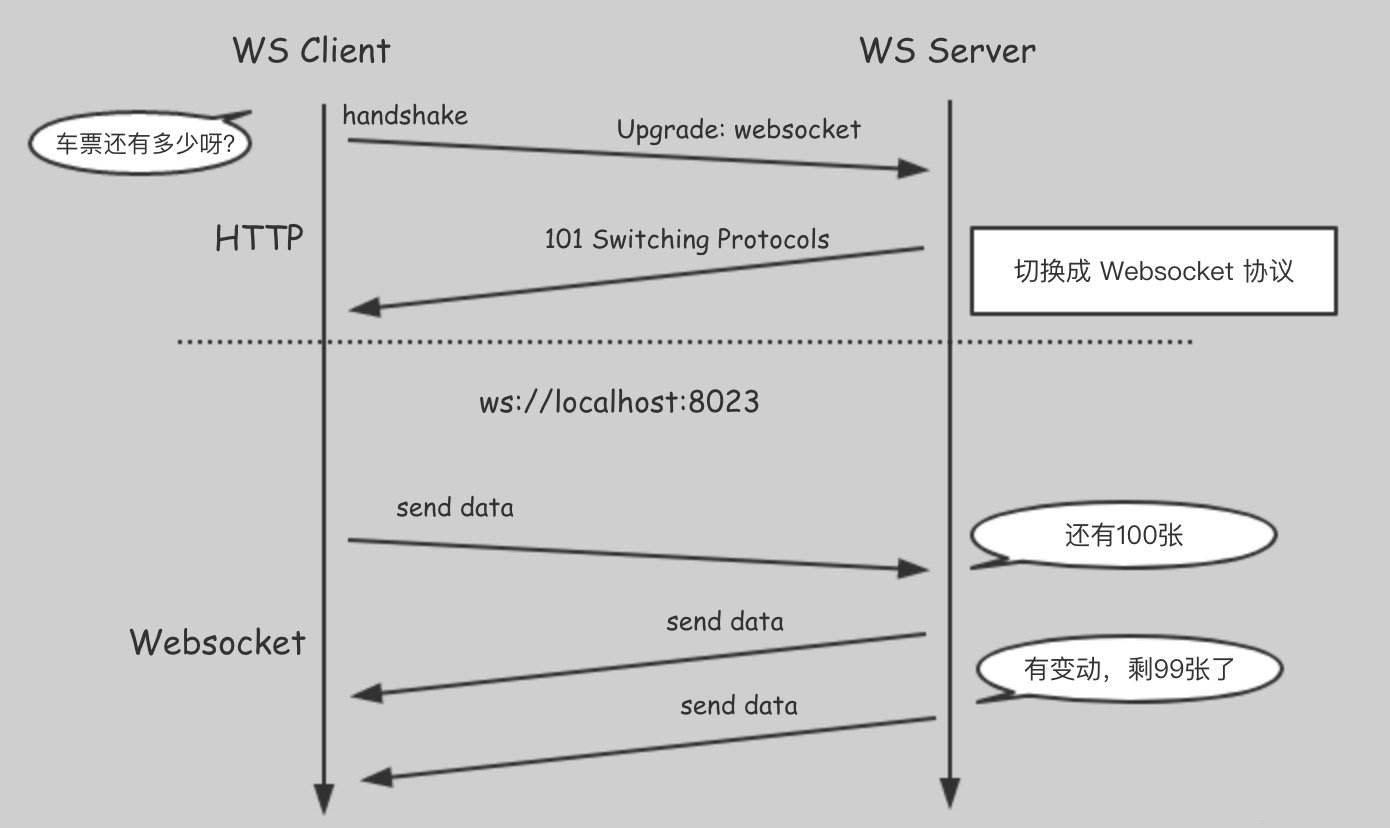 WS Client
WS Server
handshake
Upgrade: websocket
车票还有多少呀?
HTTP
101 Switching Protocols
切换成 Websocket 协议
ws://localhost:8023
send data
还有100张
send data
Websocket
有变动，剩99张了
send data